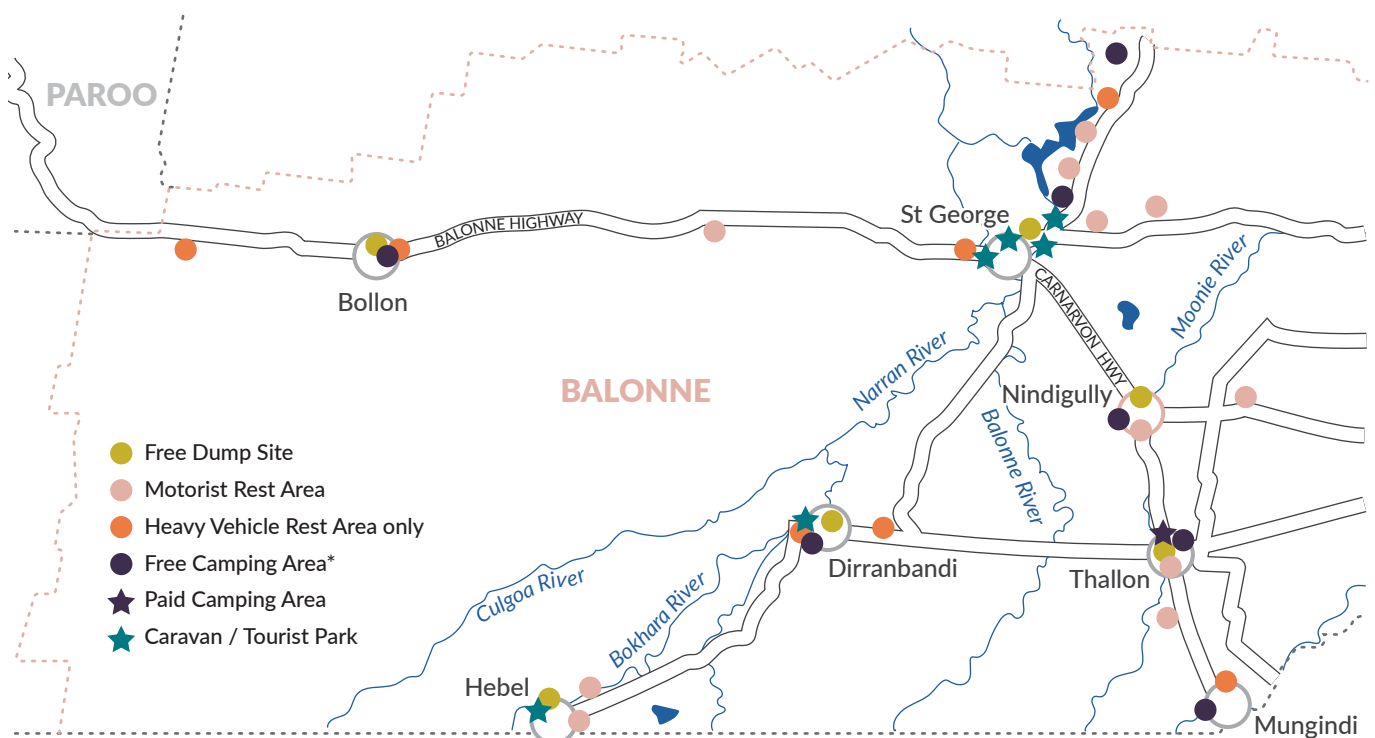 PAROO
St George
BALONNE HIGHWAY
Bollon
CARNARVON HWY
Moonie River
Narran River
BALONNE
Nindigully
Balonne River
Free Dump Site
Motorist Rest Area
Heavy Vehicle Rest Area only
Free Camping Area*
Paid Camping Area
Caravan / Tourist Park
Dirranbandi
Thallon
Culgoa River
Bokhara River
Hebel
Mungindi